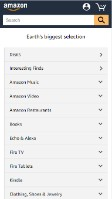 amazon
Search
Earth's biggest selection
Deals
Interesting Finds
Amazon Music
Amazon Video
Amazon Restaurants
Books
Echo & Alexa
Fire TV
Fire Tablets
Kindle
Clothing, Shoes & Jewelry